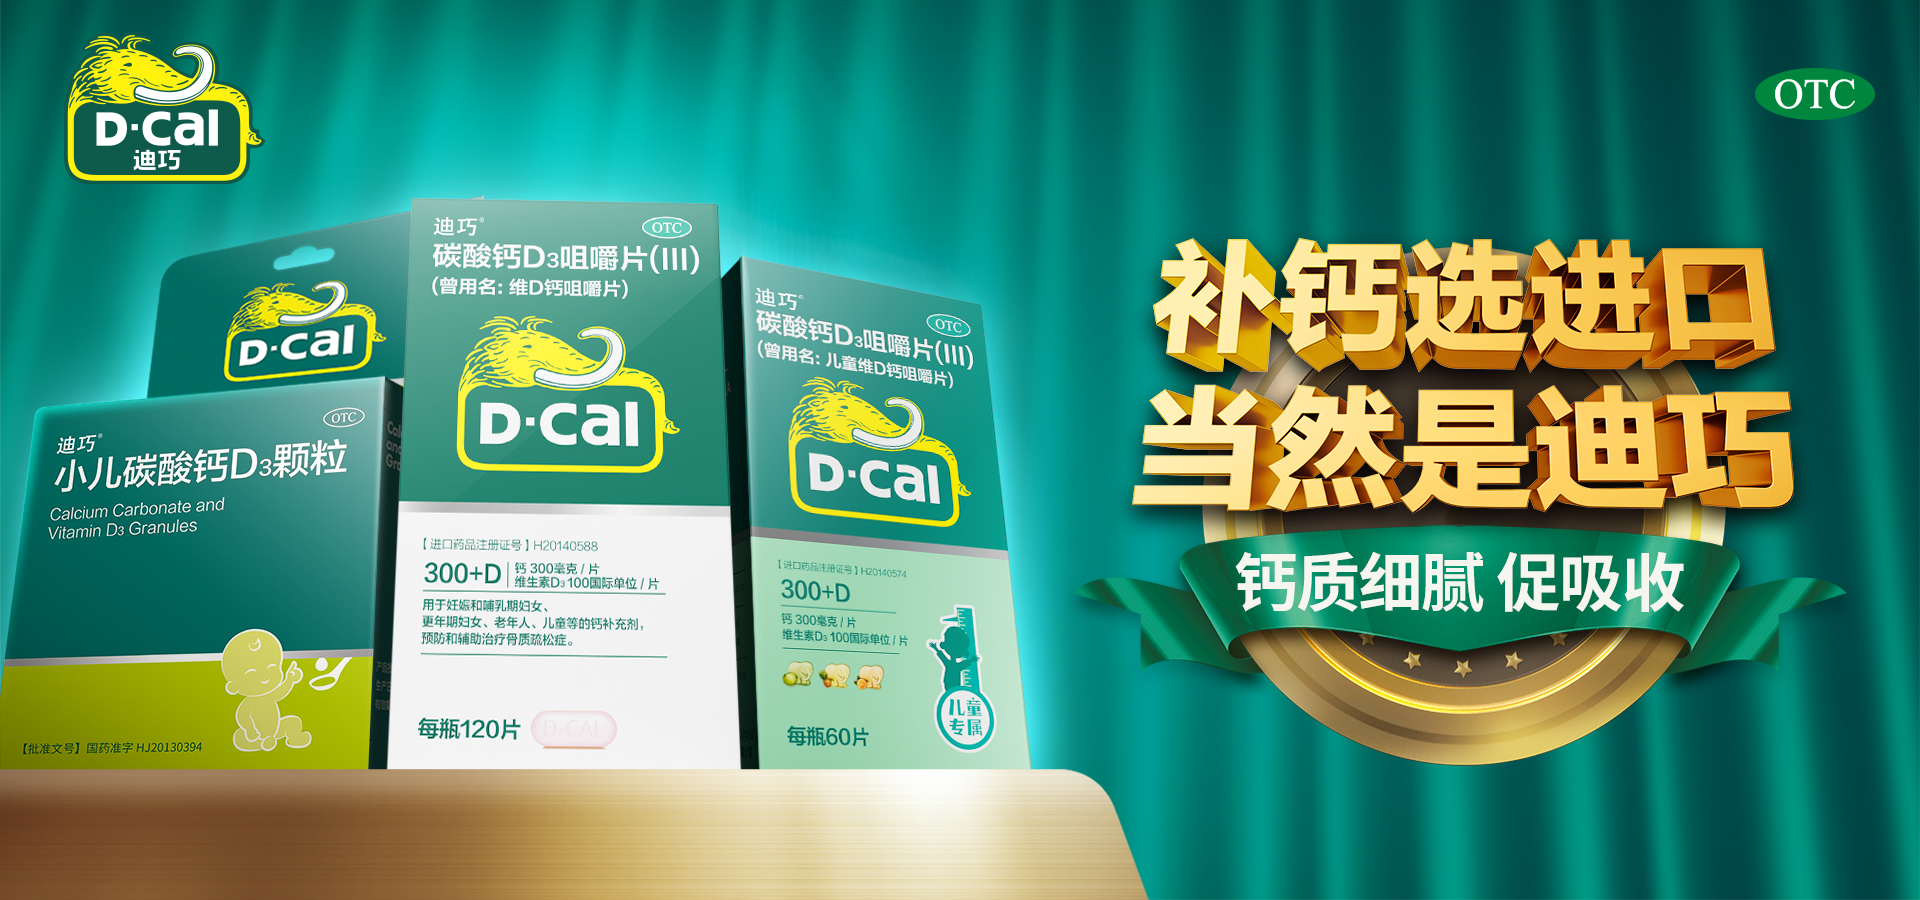 D·Cal
迪巧
OTC
补钙选进口
当然是迪巧
钙质细腻 促吸收
D·Cal
迪巧®
OTC
小儿碳酸钙D3颗粒
Calcium Carbonate and
Vitamin D3 Granules
【批准文号】国药准字 HJ20130394
迪巧®
OTC
碳酸钙D3咀嚼片(III)
(曾用名: 维D钙咀嚼片)
D·Cal
【进口药品注册证号】H20140588
300+D
钙 300毫克 / 片
维生素D3 100国际单位 / 片
用于妊娠和哺乳期妇女、
更年期妇女、老年人、儿童等的钙补充剂，
预防和辅助治疗骨质疏松症。
每瓶120片
D-CAL
迪巧®
OTC
碳酸钙D3咀嚼片(III)
(曾用名: 儿童维D钙咀嚼片)
D·Cal
【进口药品注册证号】H20140574
300+D
钙 300毫克 / 片
维生素D3 100国际单位 / 片
儿童
专属
每瓶60片